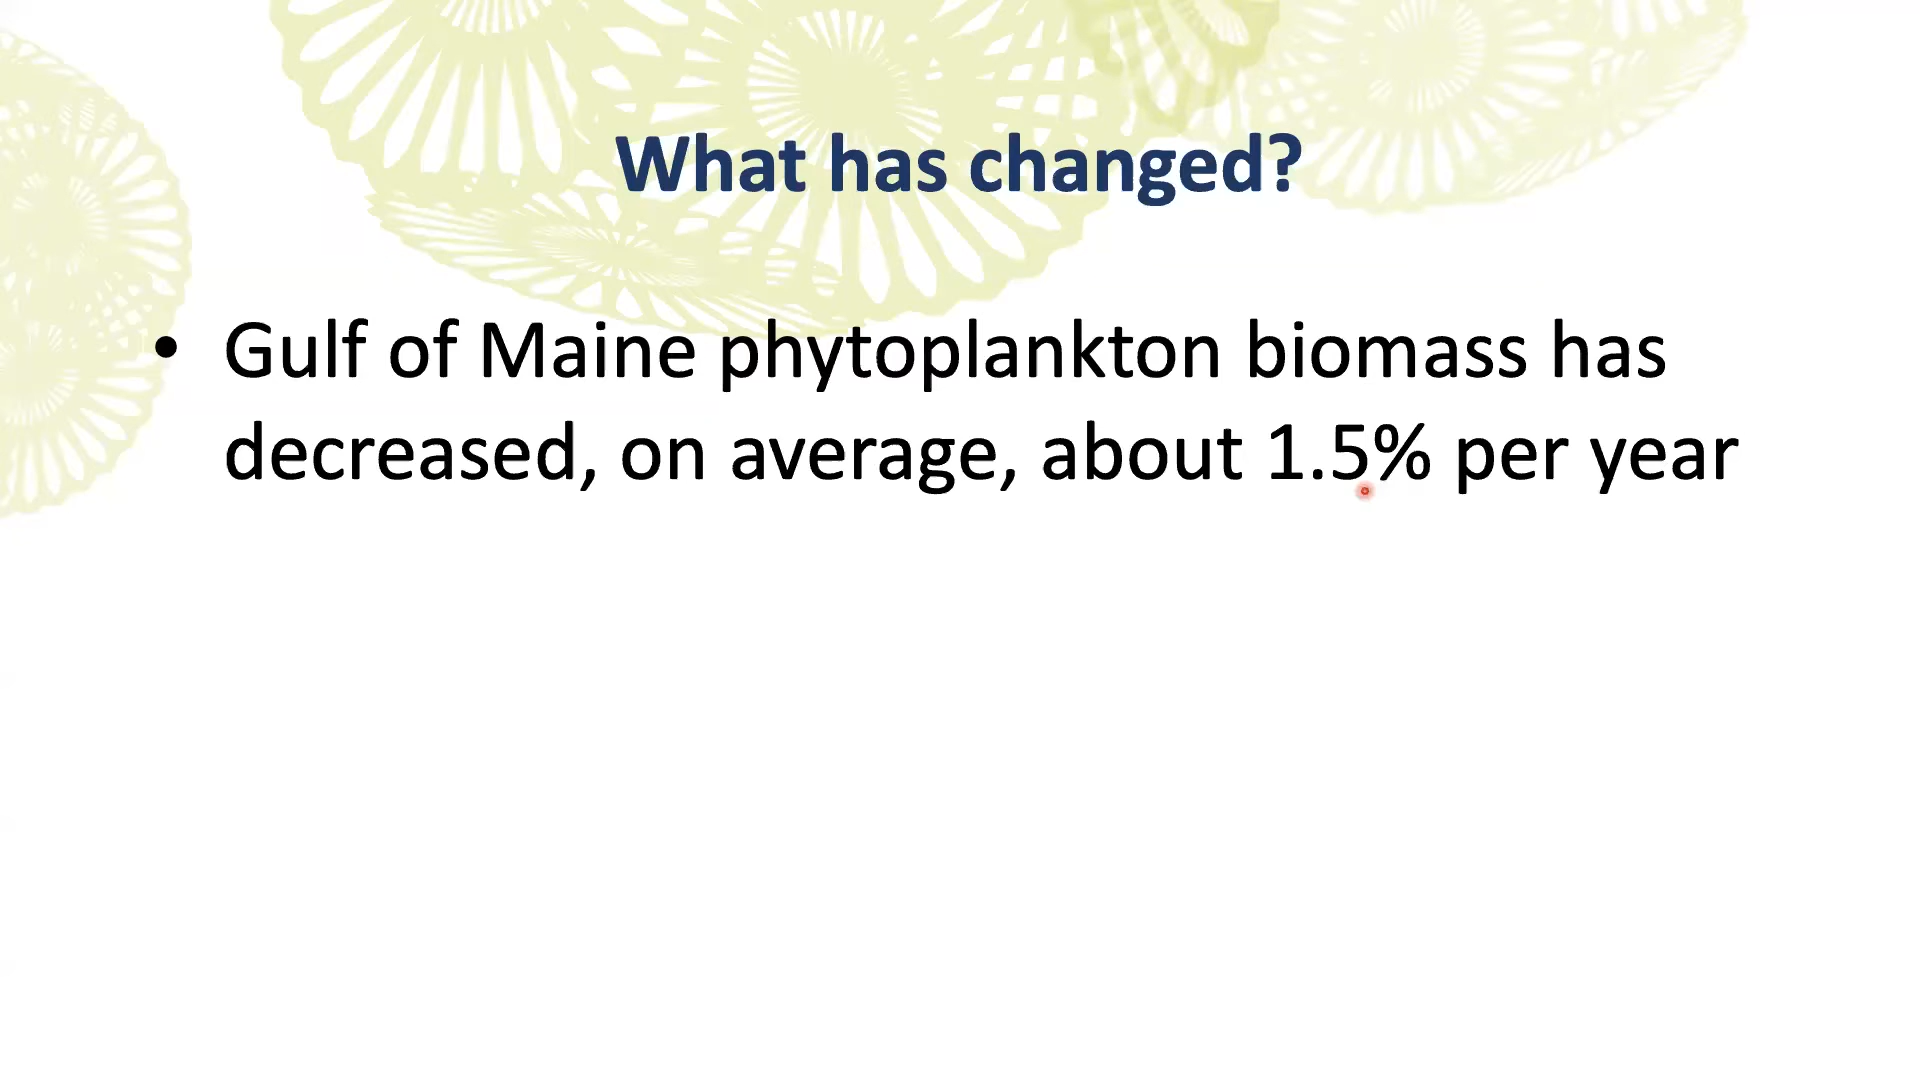 What has changed?
• Gulf of Maine phytoplankton biomass has
decreased, on average, about 1.5% per year